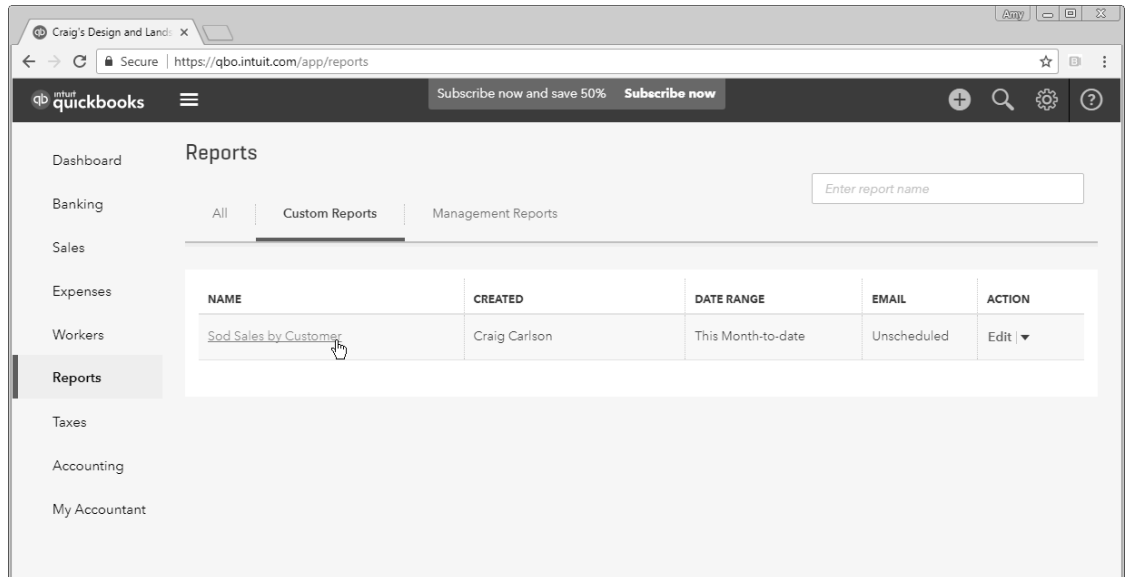 Amy
Craig's Design and Lands
Secure https://qbo.intuit.com/app/reports
qb intuit quickbooks
Subscribe now and save 50% Subscribe now
Dashboard
Banking
Sales
Expenses
Workers
Reports
Taxes
Accounting
My Accountant
Reports
Enter report name
All Custom Reports Management Reports
NAME CREATED DATE RANGE EMAIL ACTION
Sod Sales by Customer Craig Carlson This Month-to-date Unscheduled Edit